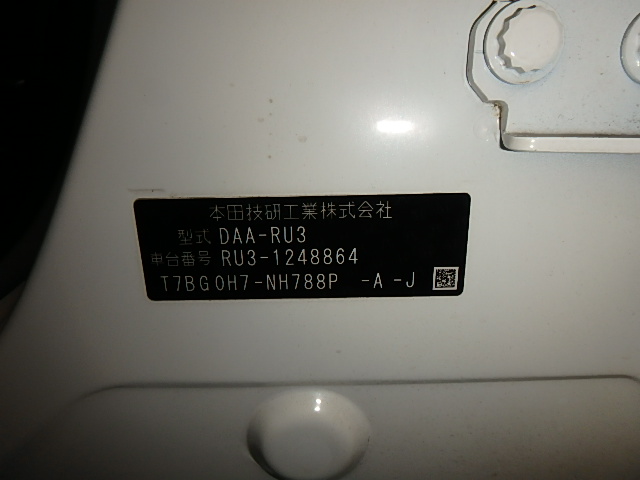 本田技研工業株式会社
型式 DAA-RU3
車台番号 RU3-1248864
T7BG0H7-NH788P -A-J